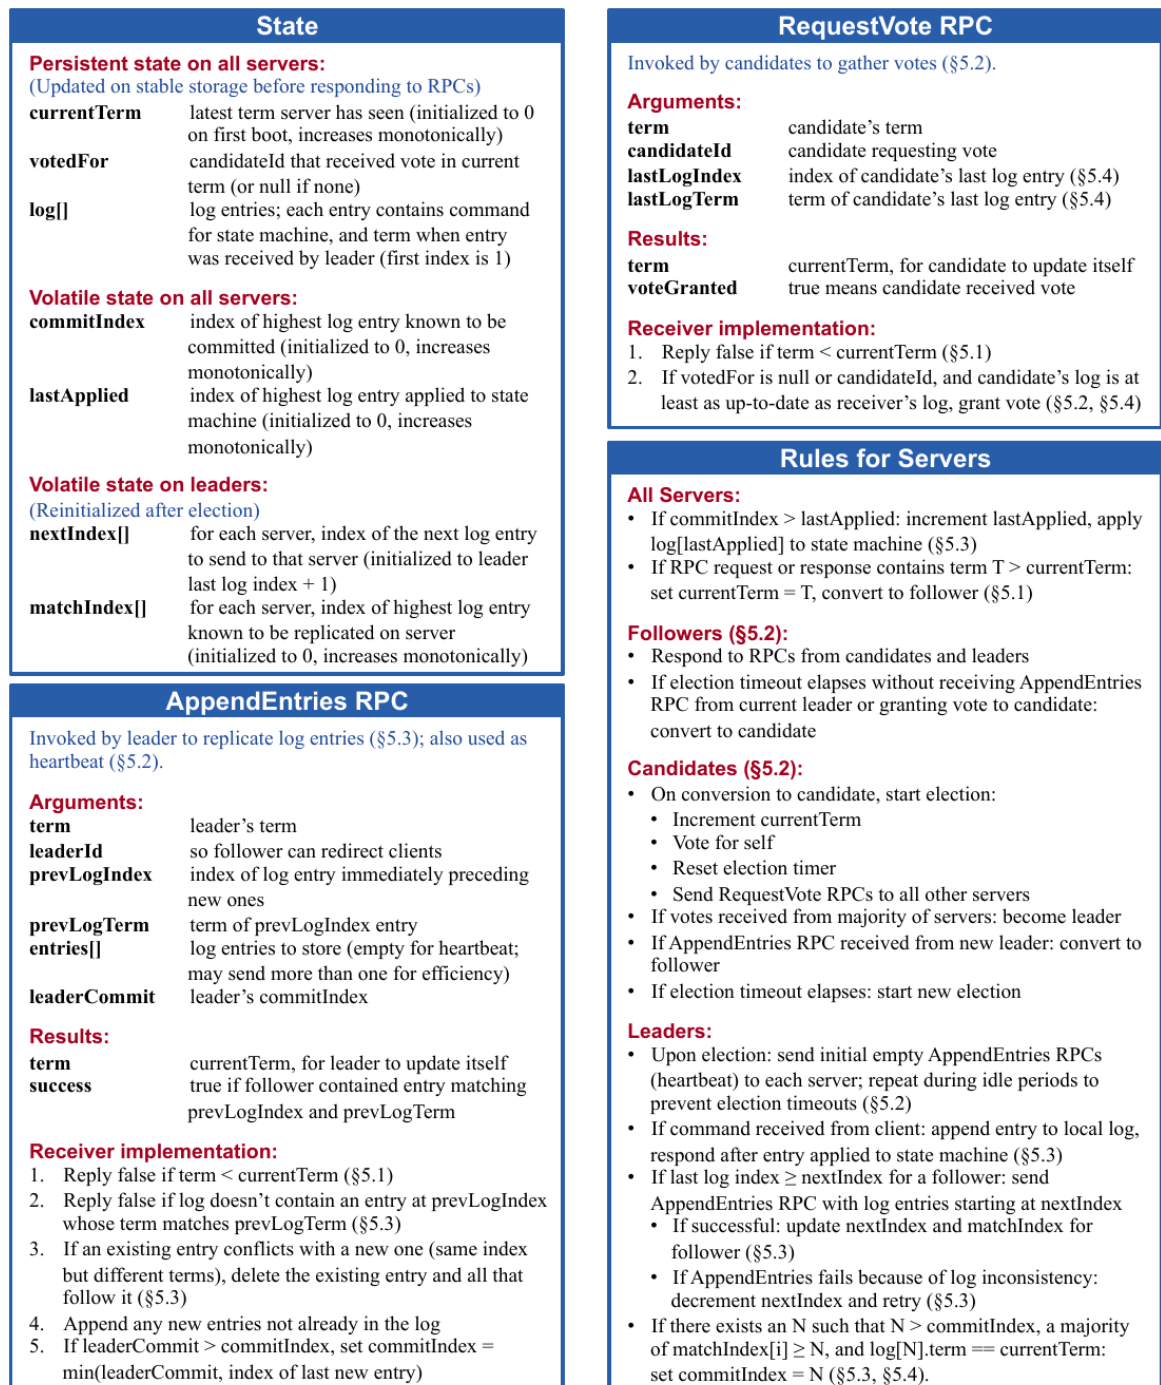 State
Persistent state on all servers:
(Updated on stable storage before responding to RPCs)
currentTerm latest term server has seen (initialized to 0
on first boot, increases monotonically)
votedFor candidateId that received vote in current
term (or null if none)
log[] log entries; each entry contains command
for state machine, and term when entry
was received by leader (first index is 1)
Volatile state on all servers:
commitIndex index of highest log entry known to be
committed (initialized to 0, increases
monotonically)
lastApplied index of highest log entry applied to state
machine (initialized to 0, increases
monotonically)
Volatile state on leaders:
(Reinitialized after election)
nextIndex[] for each server, index of the next log entry
to send to that server (initialized to leader
last log index + 1)
matchIndex[] for each server, index of highest log entry
known to be replicated on server
(initialized to 0, increases monotonically)
AppendEntries RPC
Invoked by leader to replicate log entries (§5.3); also used as
heartbeat (§5.2).
Arguments:
term leader's term
leaderId so follower can redirect clients
prevLogIndex index of log entry immediately preceding
new ones
prevLogTerm term of prevLogIndex entry
entries[] log entries to store (empty for heartbeat;
may send more than one for efficiency)
leaderCommit leader's commitIndex
Results:
term currentTerm, for leader to update itself
success true if follower contained entry matching
prevLogIndex and prevLogTerm
Receiver implementation:
1. Reply false if term < currentTerm (§5.1)
2. Reply false if log doesn't contain an entry at prevLogIndex
whose term matches prevLogTerm (§5.3)
3. If an existing entry conflicts with a new one (same index
but different terms), delete the existing entry and all that
follow it (§5.3)
4. Append any new entries not already in the log
5. If leaderCommit > commitIndex, set commitIndex =
min(leaderCommit, index of last new entry)
RequestVote RPC
Invoked by candidates to gather votes (§5.2).
Arguments:
term candidate's term
candidateId candidate requesting vote
lastLogIndex index of candidate's last log entry (§5.4)
lastLogTerm term of candidate's last log entry (§5.4)
Results:
term currentTerm, for candidate to update itself
voteGranted true means candidate received vote
Receiver implementation:
1. Reply false if term < currentTerm (§5.1)
2. If votedFor is null or candidateId, and candidate's log is at
least as up-to-date as receiver's log, grant vote (§5.2, §5.4)
Rules for Servers
All Servers:
• If commitIndex > lastApplied: increment lastApplied, apply
log[lastApplied] to state machine (§5.3)
• If RPC request or response contains term T > currentTerm:
set currentTerm = T, convert to follower (§5.1)
Followers (§5.2):
• Respond to RPCs from candidates and leaders
• If election timeout elapses without receiving AppendEntries
RPC from current leader or granting vote to candidate:
convert to candidate
Candidates (§5.2):
• On conversion to candidate, start election:
• Increment currentTerm
• Vote for self
• Reset election timer
• Send RequestVote RPCs to all other servers
• If votes received from majority of servers: become leader
• If AppendEntries RPC received from new leader: convert to
follower
• If election timeout elapses: start new election
Leaders:
• Upon election: send initial empty AppendEntries RPCs
(heartbeat) to each server; repeat during idle periods to
prevent election timeouts (§5.2)
• If command received from client: append entry to local log,
respond after entry applied to state machine (§5.3)
• If last log index ≥ nextIndex for a follower: send
AppendEntries RPC with log entries starting at nextIndex
• If successful: update nextIndex and matchIndex for
follower (§5.3)
• If AppendEntries fails because of log inconsistency:
decrement nextIndex and retry (§5.3)
• If there exists an N such that N > commitIndex, a majority
of matchIndex[i] ≥ N, and log[N].term == currentTerm:
set commitIndex = N (§5.3, §5.4).